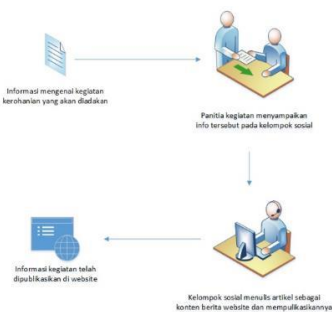 Informasi mengenai kegiatan
kerohanian yang akan diadakan
Panitia kegiatan menyampaikan
info tersebut pada kelompok sosial
Kelompok sosial menulis artikel sebagai
konten berita website dan mempulikasikannya
Informasi kegiatan telah
dipublikasikan di website